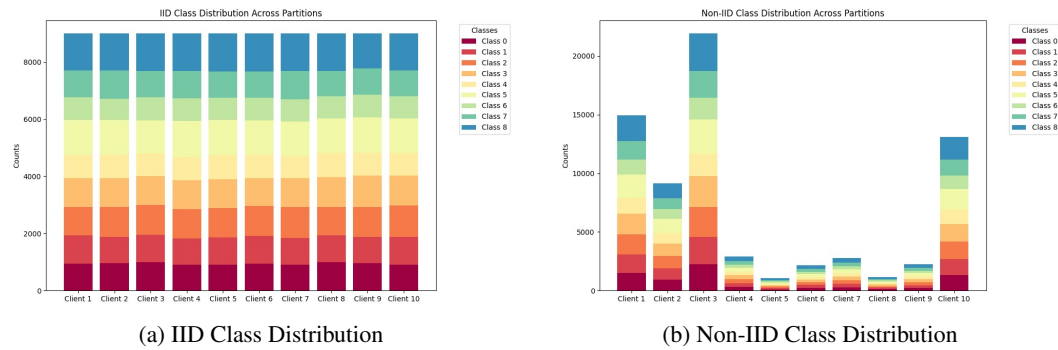 IID Class Distribution Across Partitions
Counts
8000
6000
4000
2000
0
Client 1 Client 2 Client 3 Client 4 Client 5 Client 6 Client 7 Client 8 Client 9 Client 10
Classes
Class 0
Class 1
Class 2
Class 3
Class 4
Class 5
Class 6
Class 7
Class 8
(a) IID Class Distribution
Non-IID Class Distribution Across Partitions
Counts
20000
15000
10000
5000
0
Client 1 Client 2 Client 3 Client 4 Client 5 Client 6 Client 7 Client 8 Client 9 Client 10
Classes
Class 0
Class 1
Class 2
Class 3
Class 4
Class 5
Class 6
Class 7
Class 8
(b) Non-IID Class Distribution